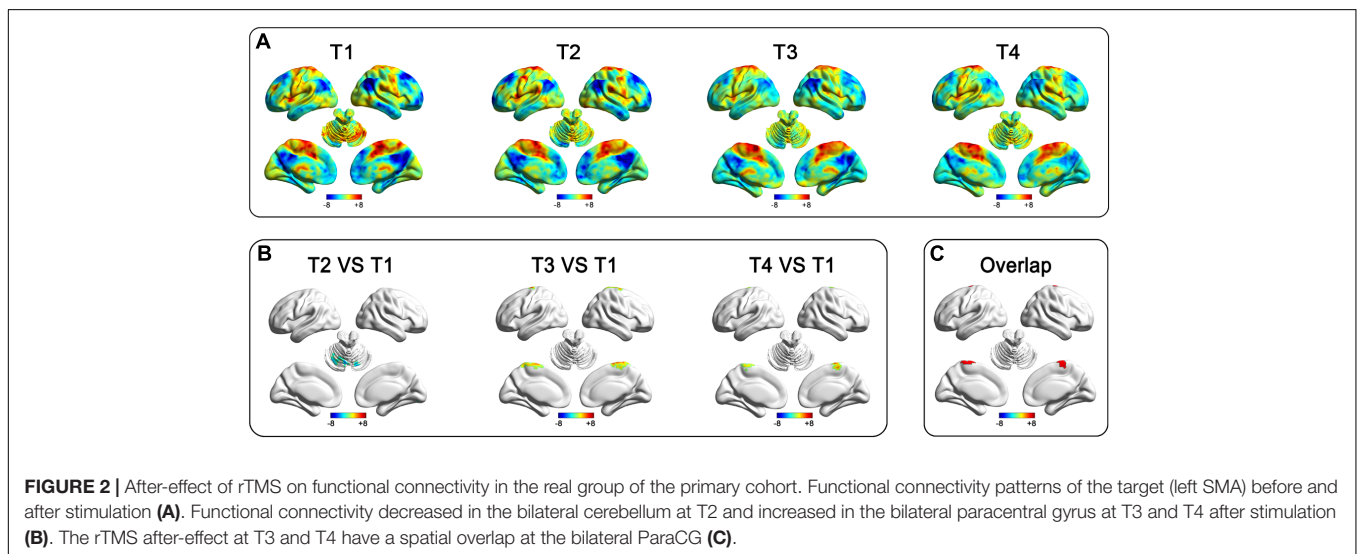 A
T1 T2 T3 T4
-8 +8 -8 +8 -8 +8 -8 +8
B
T2 VS T1 T3 VS T1 T4 VS T1
-8 +8 -8 +8 -8 +8
C
Overlap
-8 +8
FIGURE 2 | After-effect of rTMS on functional connectivity in the real group of the primary cohort. Functional connectivity patterns of the target (left SMA) before and
after stimulation (A). Functional connectivity decreased in the bilateral cerebellum at T2 and increased in the bilateral paracentral gyrus at T3 and T4 after stimulation
(B). The rTMS after-effect at T3 and T4 have a spatial overlap at the bilateral ParaCG (C).